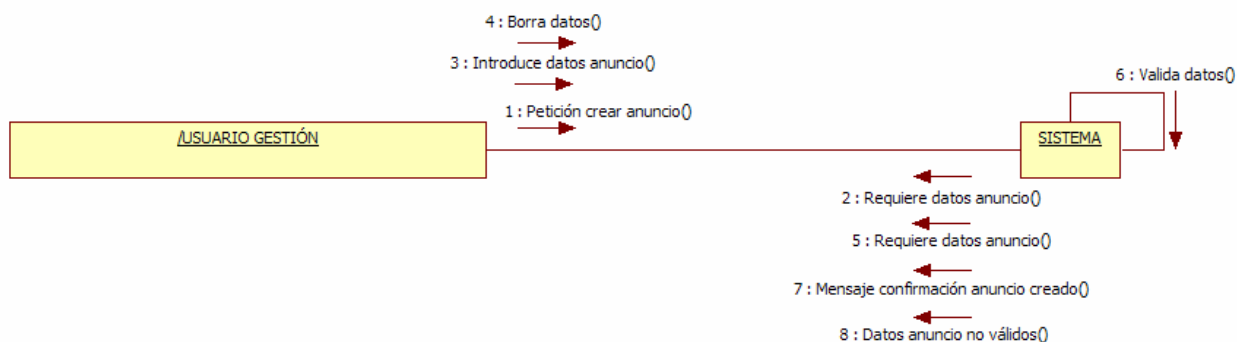 4 : Borra datos()
3 : Introduce datos anuncio()
6 : Valida datos()
1 : Petición crear anuncio()
/USUARIO GESTIÓN
SISTEMA
2 : Requiere datos anuncio()
5 : Requiere datos anuncio()
7 : Mensaje confirmación anuncio creado()
8 : Datos anuncio no válidos()